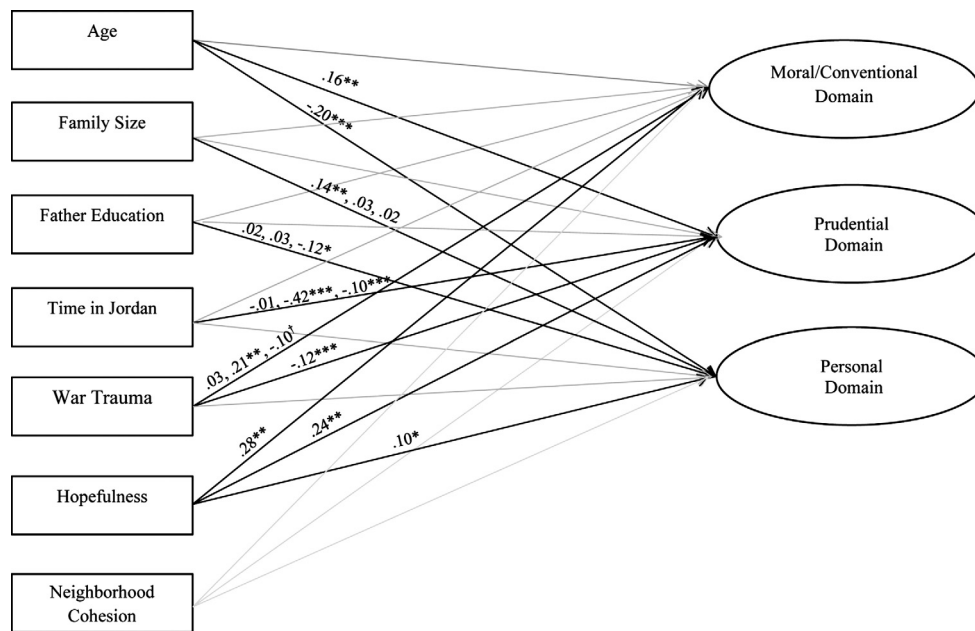 Age
Family Size
Father Education
Time in Jordan
War Trauma
Hopefulness
Neighborhood
Cohesion
.16**
-.20***
.14**, .03, .02
.02, .03, -.12*
-.01, -.42***, -.10***
.03, .21**, -.10†
-.12***
.28**
.24**
.10*
Moral/Conventional
Domain
Prudential
Domain
Personal
Domain